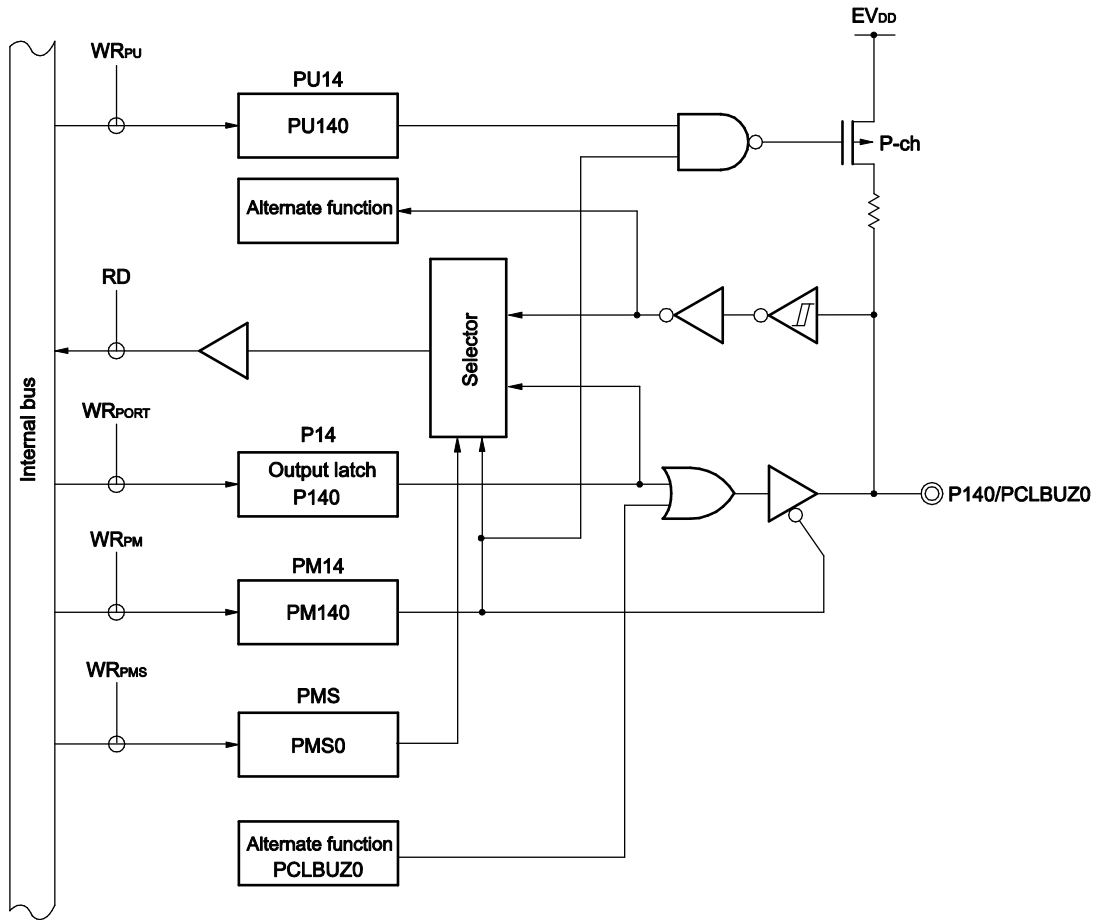 EVDD
WRPU
PU14
PU140
P-ch
Alternate function
RD
Selector
Internal bus
WRPORT
P14
Output latch
P140
P140/PCLBUZ0
WRPM
PM14
PM140
WRPMS
PMS
PMS0
Alternate function
PCLBUZ0